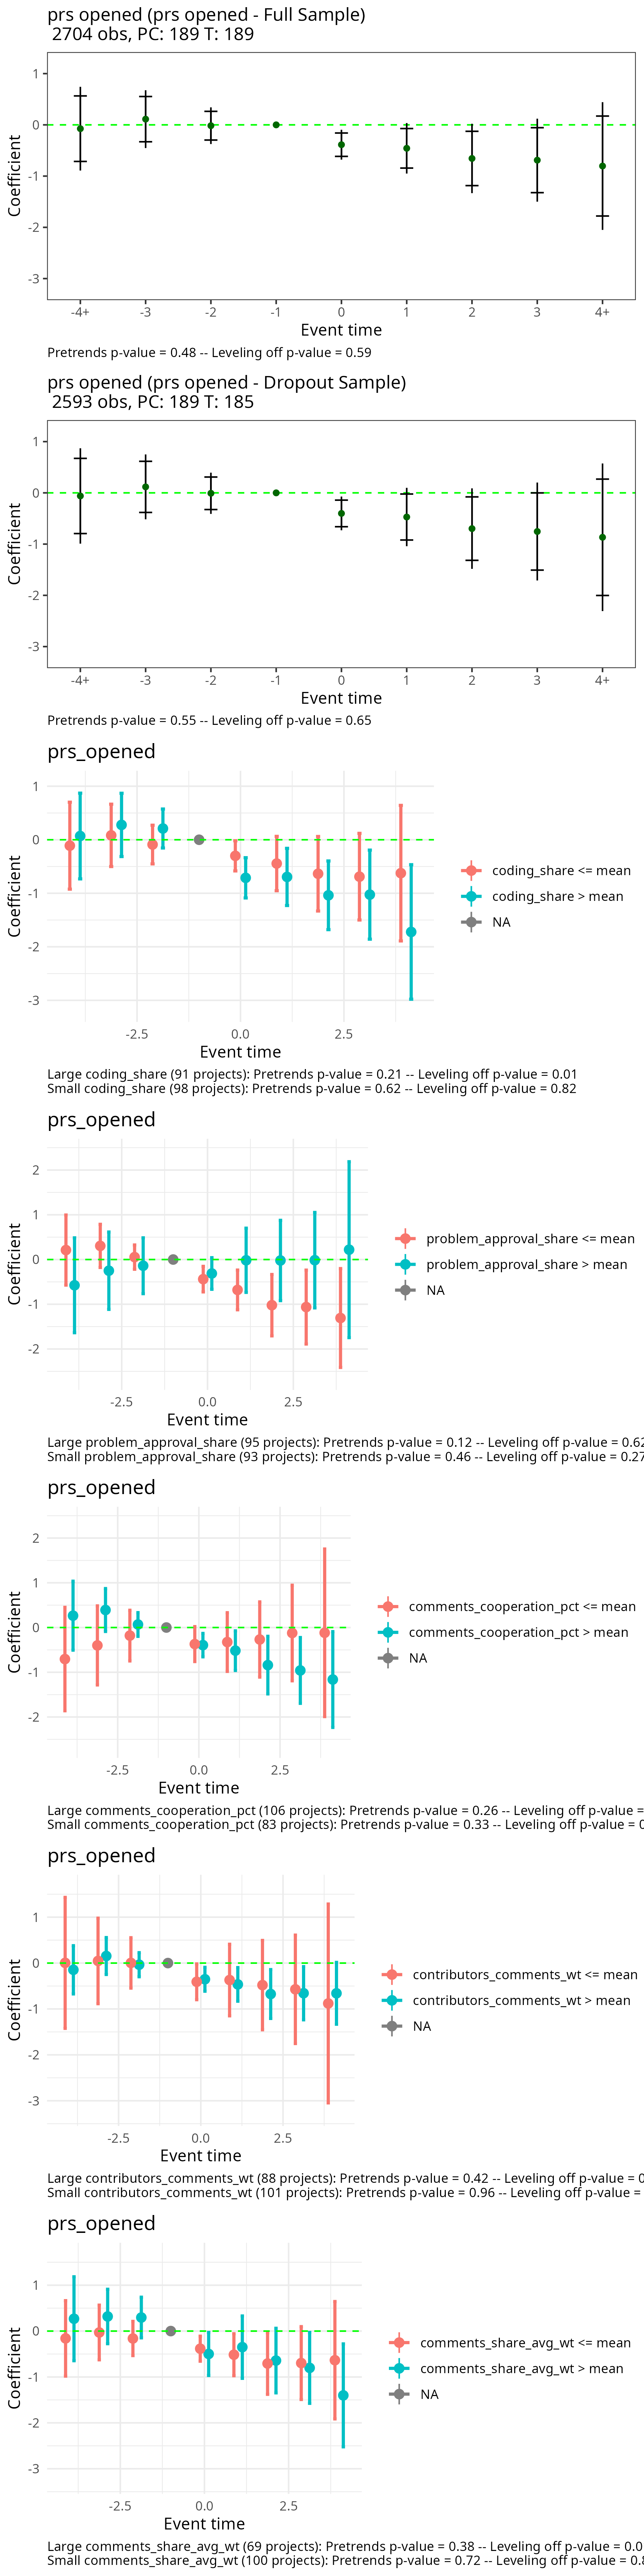 prs opened (prs opened - Full Sample)
2704 obs, PC: 189 T: 189
1
0
-1
-2
-3
Coefficient
-4+ -3 -2 -1 0 1 2 3 4+
Event time
Pretrends p-value = 0.48 -- Leveling off p-value = 0.59
prs opened (prs opened - Dropout Sample)
2593 obs, PC: 189 T: 185
1
0
-1
-2
-3
Coefficient
-4+ -3 -2 -1 0 1 2 3 4+
Event time
Pretrends p-value = 0.55 -- Leveling off p-value = 0.65
prs_opened
1
0
-1
-2
-3
Coefficient
-2.5 0.0 2.5
Event time
coding_share <= mean
coding_share > mean
NA
Large coding_share (91 projects): Pretrends p-value = 0.21 -- Leveling off p-value = 0.01
Small coding_share (98 projects): Pretrends p-value = 0.62 -- Leveling off p-value = 0.82
prs_opened
2
1
0
-1
-2
Coefficient
-2.5 0.0 2.5
Event time
problem_approval_share <= mean
problem_approval_share > mean
NA
Large problem_approval_share (95 projects): Pretrends p-value = 0.12 -- Leveling off p-value = 0.62
Small problem_approval_share (93 projects): Pretrends p-value = 0.46 -- Leveling off p-value = 0.27
prs_opened
2
1
0
-1
-2
Coefficient
-2.5 0.0 2.5
Event time
comments_cooperation_pct <= mean
comments_cooperation_pct > mean
NA
Large comments_cooperation_pct (106 projects): Pretrends p-value = 0.26 -- Leveling off p-value =
Small comments_cooperation_pct (83 projects): Pretrends p-value = 0.33 -- Leveling off p-value =
prs_opened
1
0
-1
-2
-3
Coefficient
-2.5 0.0 2.5
Event time
contributors_comments_wt <= mean
contributors_comments_wt > mean
NA
Large contributors_comments_wt (88 projects): Pretrends p-value = 0.42 -- Leveling off p-value =
Small contributors_comments_wt (101 projects): Pretrends p-value = 0.96 -- Leveling off p-value =
prs_opened
1
0
-1
-2
-3
Coefficient
-2.5 0.0 2.5
Event time
comments_share_avg_wt <= mean
comments_share_avg_wt > mean
NA
Large comments_share_avg_wt (69 projects): Pretrends p-value = 0.38 -- Leveling off p-value =
Small comments_share_avg_wt (100 projects): Pretrends p-value = 0.72 -- Leveling off p-value =